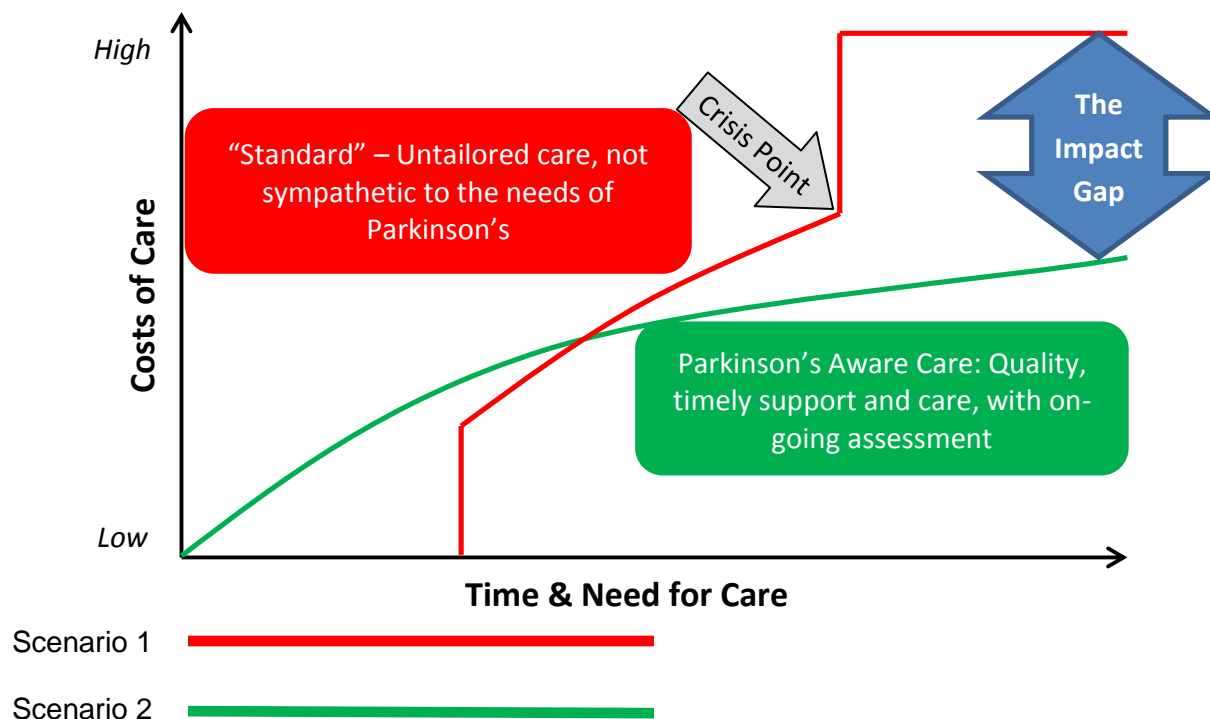 High
“Standard” – Untailored care, not
sympathetic to the needs of
Parkinson’s
Crisis Point
The
Impact
Gap
Costs of Care
Parkinson’s Aware Care: Quality,
timely support and care, with on-
going assessment
Low
Time & Need for Care
Scenario 1
Scenario 2